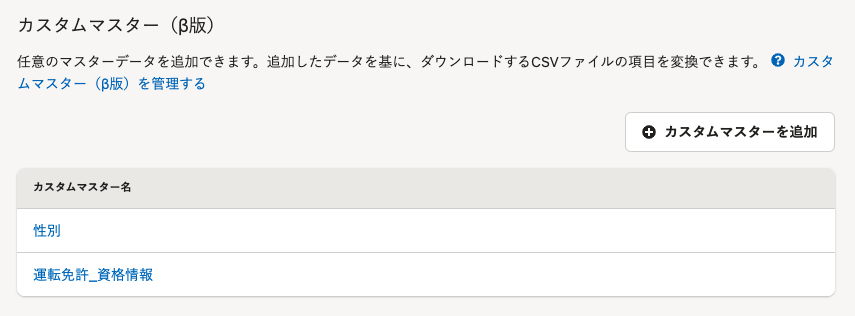 カスタムマスター（β版）
任意のマスターデータを追加できます。追加したデータを基に、ダウンロードするCSVファイルの項目を変換できます。 ? カスタ
ムマスター（β版）を管理する
+ カスタムマスターを追加
カスタムマスター名
性別
運転免許_資格情報